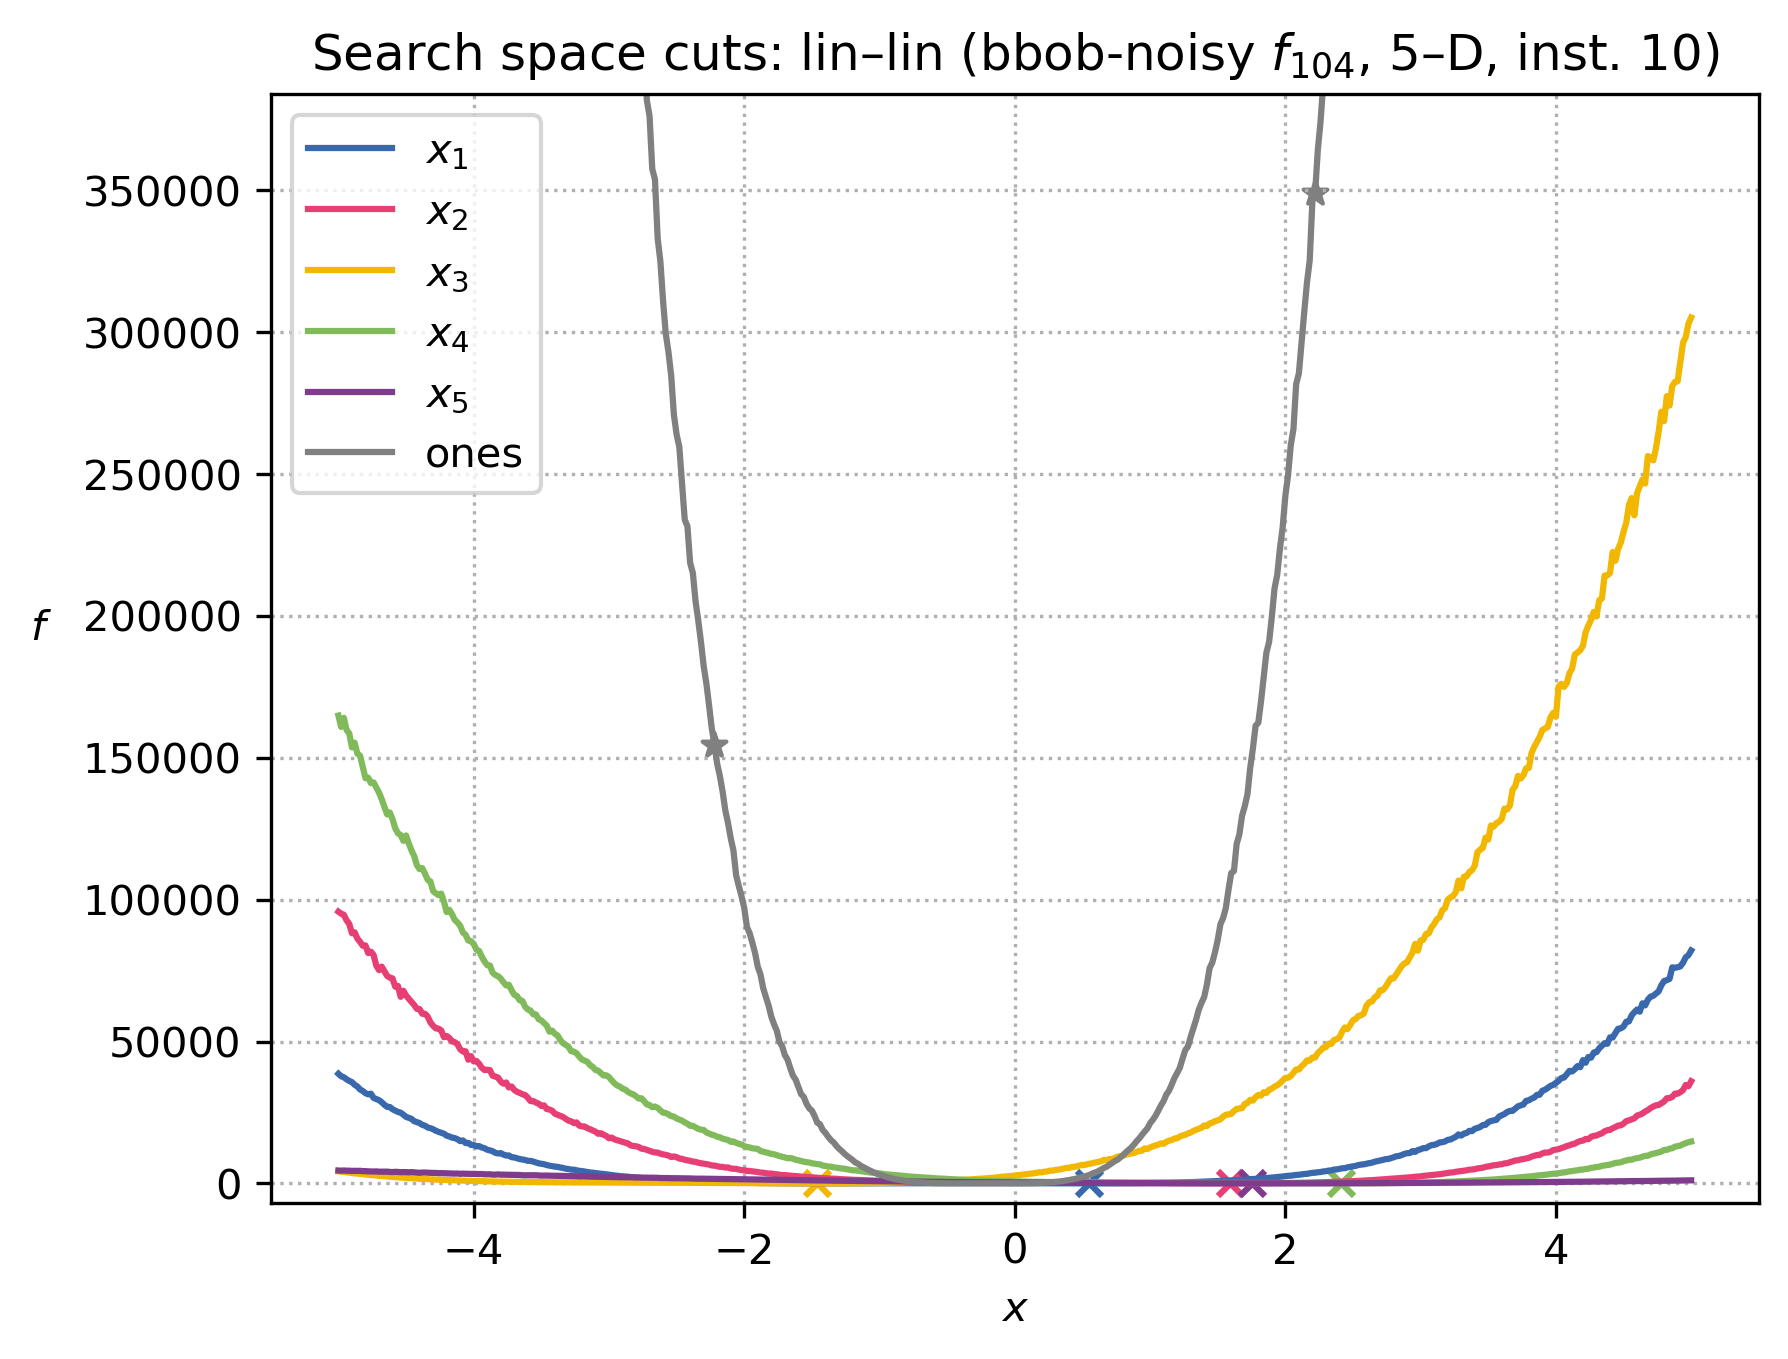 Search space cuts: lin–lin (bbob-noisy f₁₀₄, 5–D, inst. 10)
x₁
x₂
x₃
x₄
x₅
ones
350000
300000
250000
200000
150000
100000
50000
0
f
−4
−2
0
2
4
x